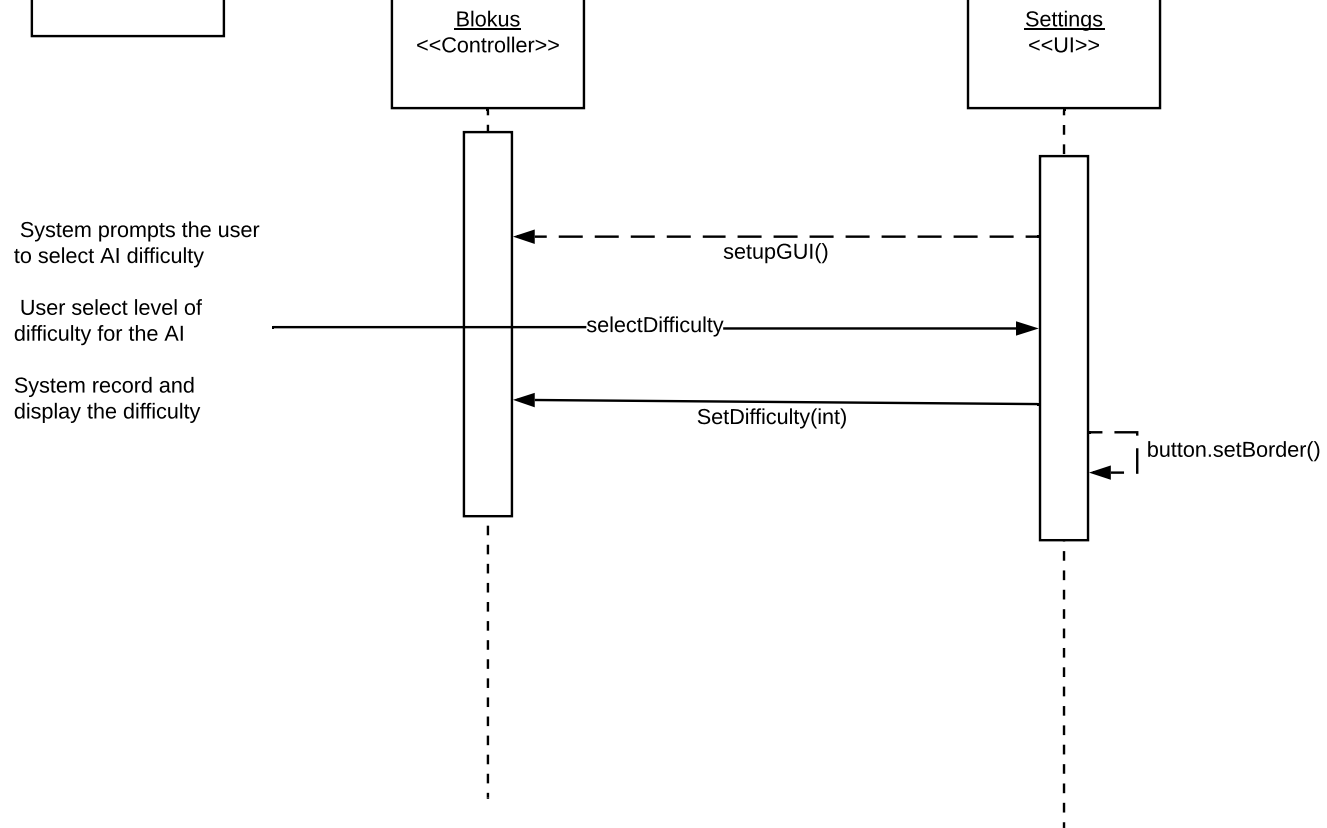 Blokus
<<Controller>>
Settings
<<UI>>
System prompts the user
to select AI difficulty
setupGUI()
User select level of
difficulty for the AI
selectDifficulty
System record and
display the difficulty
SetDifficulty(int)
button.setBorder()